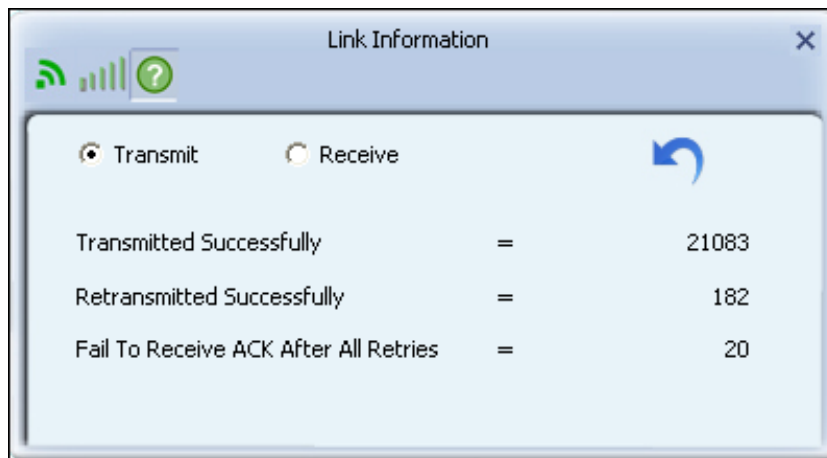 Link Information
Transmit Receive
Transmitted Successfully = 21083
Retransmitted Successfully = 182
Fail To Receive ACK After All Retries = 20